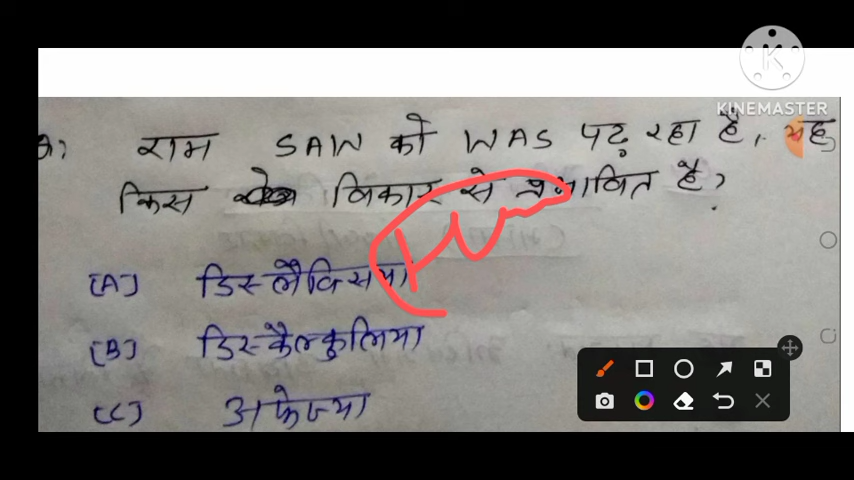 K
KINEMASTER
राम SAW को WAS पढ़ रहा है, यह
किस विकार से प्रभावित है?
(A) डिस्लैक्सिया
(B) डिस्कैल्कुलिया
(C) अफेज्या